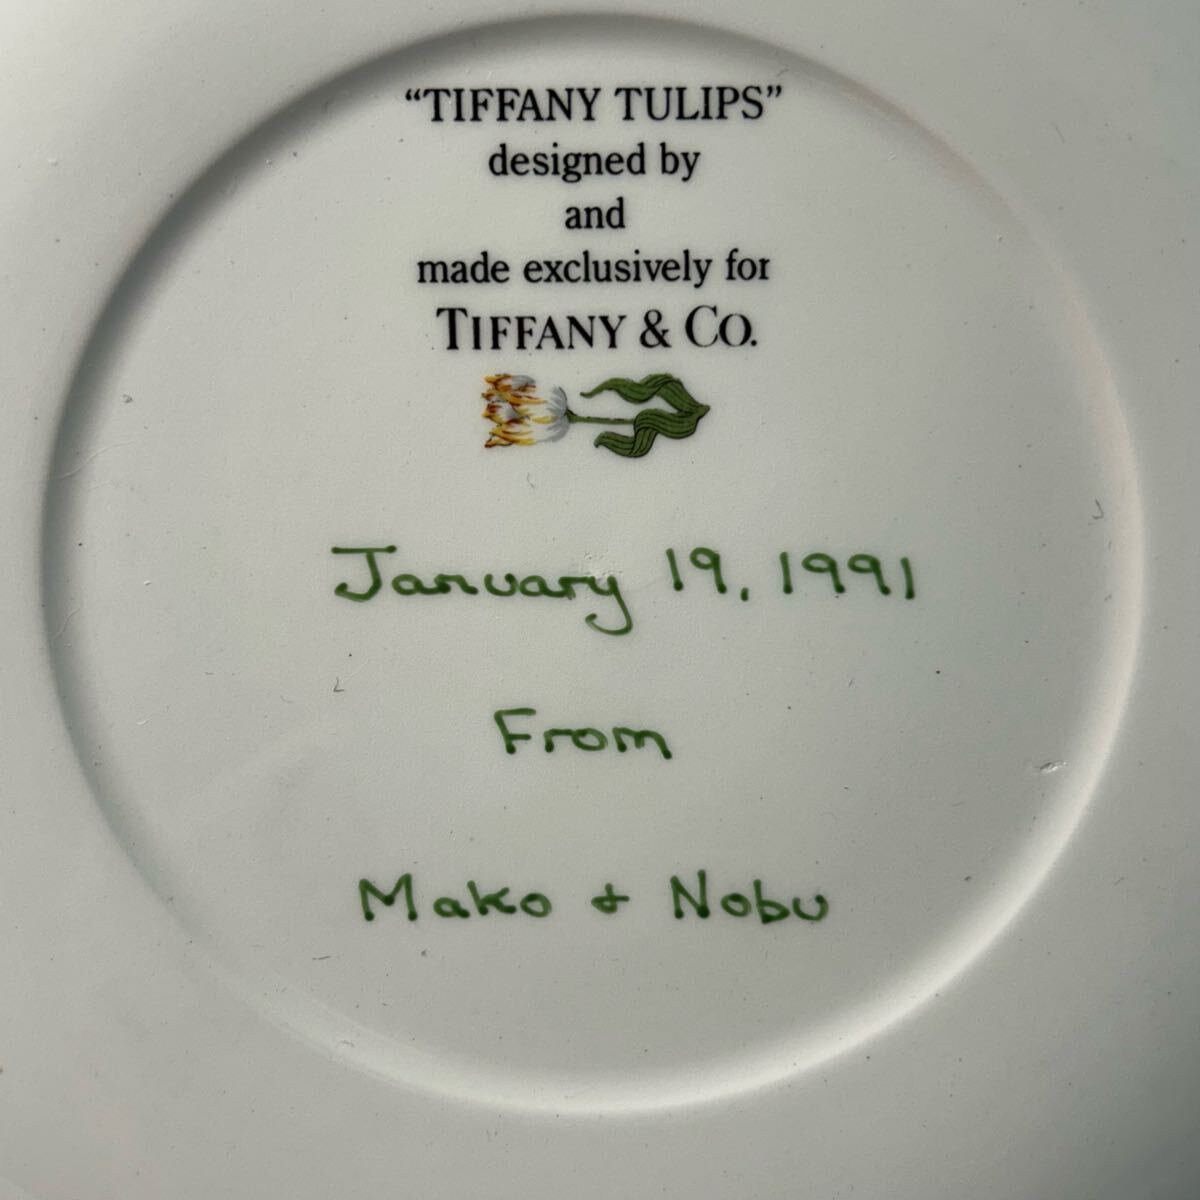 “TIFFANY TULIPS”
designed by
and
made exclusively for
TIFFANY & CO.
January 19, 1991
From
Mako + Nobu